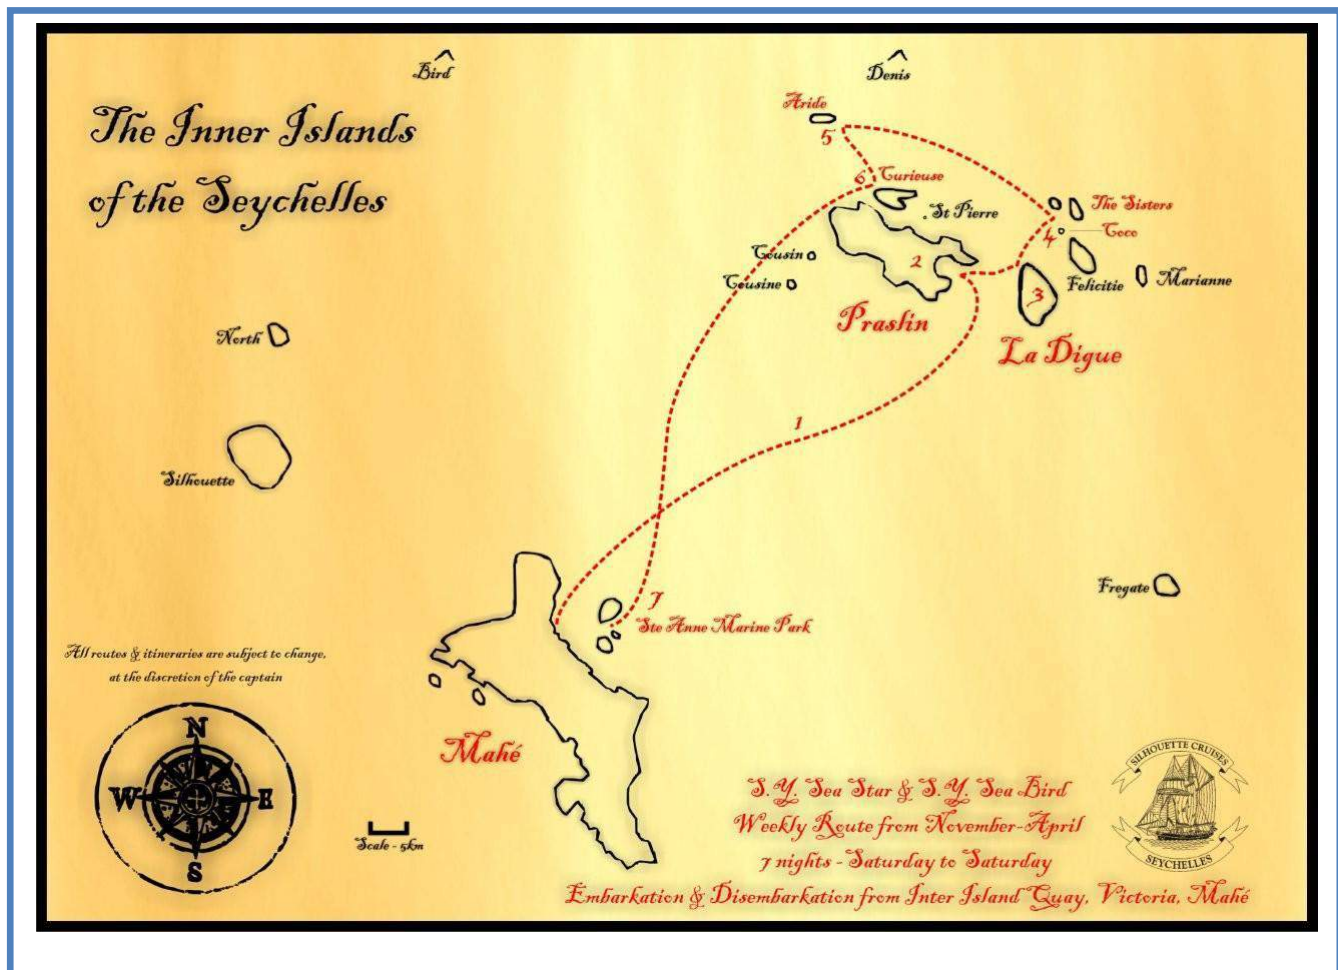 Bird
Denis
The Inner Islands
of the Seychelles
Aride
5
6
Curieuse
St Pierre
The Sisters
4
Coco
Cousin
Cousine
2
3
Felicitie
Marianne
Praslin
La Digue
North
1
Silhouette
Fregate
7
Ste Anne Marine Park
All routes & itineraries are subject to change,
at the discretion of the captain
N
W
E
S
Mahé
Scale - 5km
S.Y. Sea Star & S.Y. Sea Bird
Weekly Route from November-April
7 nights - Saturday to Saturday
Embarkation & Disembarkation from Inter Island Quay, Victoria, Mahé
SILHOUETTE CRUISES
SEYCHELLES